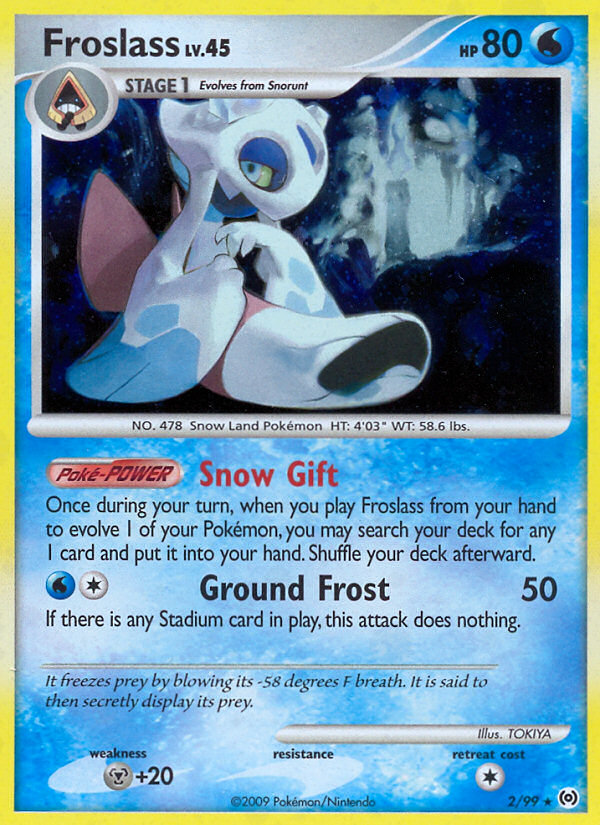 Froslass LV.45
HP 80
STAGE 1 Evolves from Snorunt
NO. 478 Snow Land Pokémon HT: 4'03" WT: 58.6 lbs.
Poké-POWER Snow Gift
Once during your turn, when you play Froslass from your hand
to evolve 1 of your Pokémon, you may search your deck for any
1 card and put it into your hand. Shuffle your deck afterward.
Ground Frost 50
If there is any Stadium card in play, this attack does nothing.
It freezes prey by blowing its -58 degrees F breath. It is said to
then secretly display its prey.
Illus. TOKIYA
weakness resistance retreat cost
+20
©2009 Pokémon/Nintendo 2/99 ★